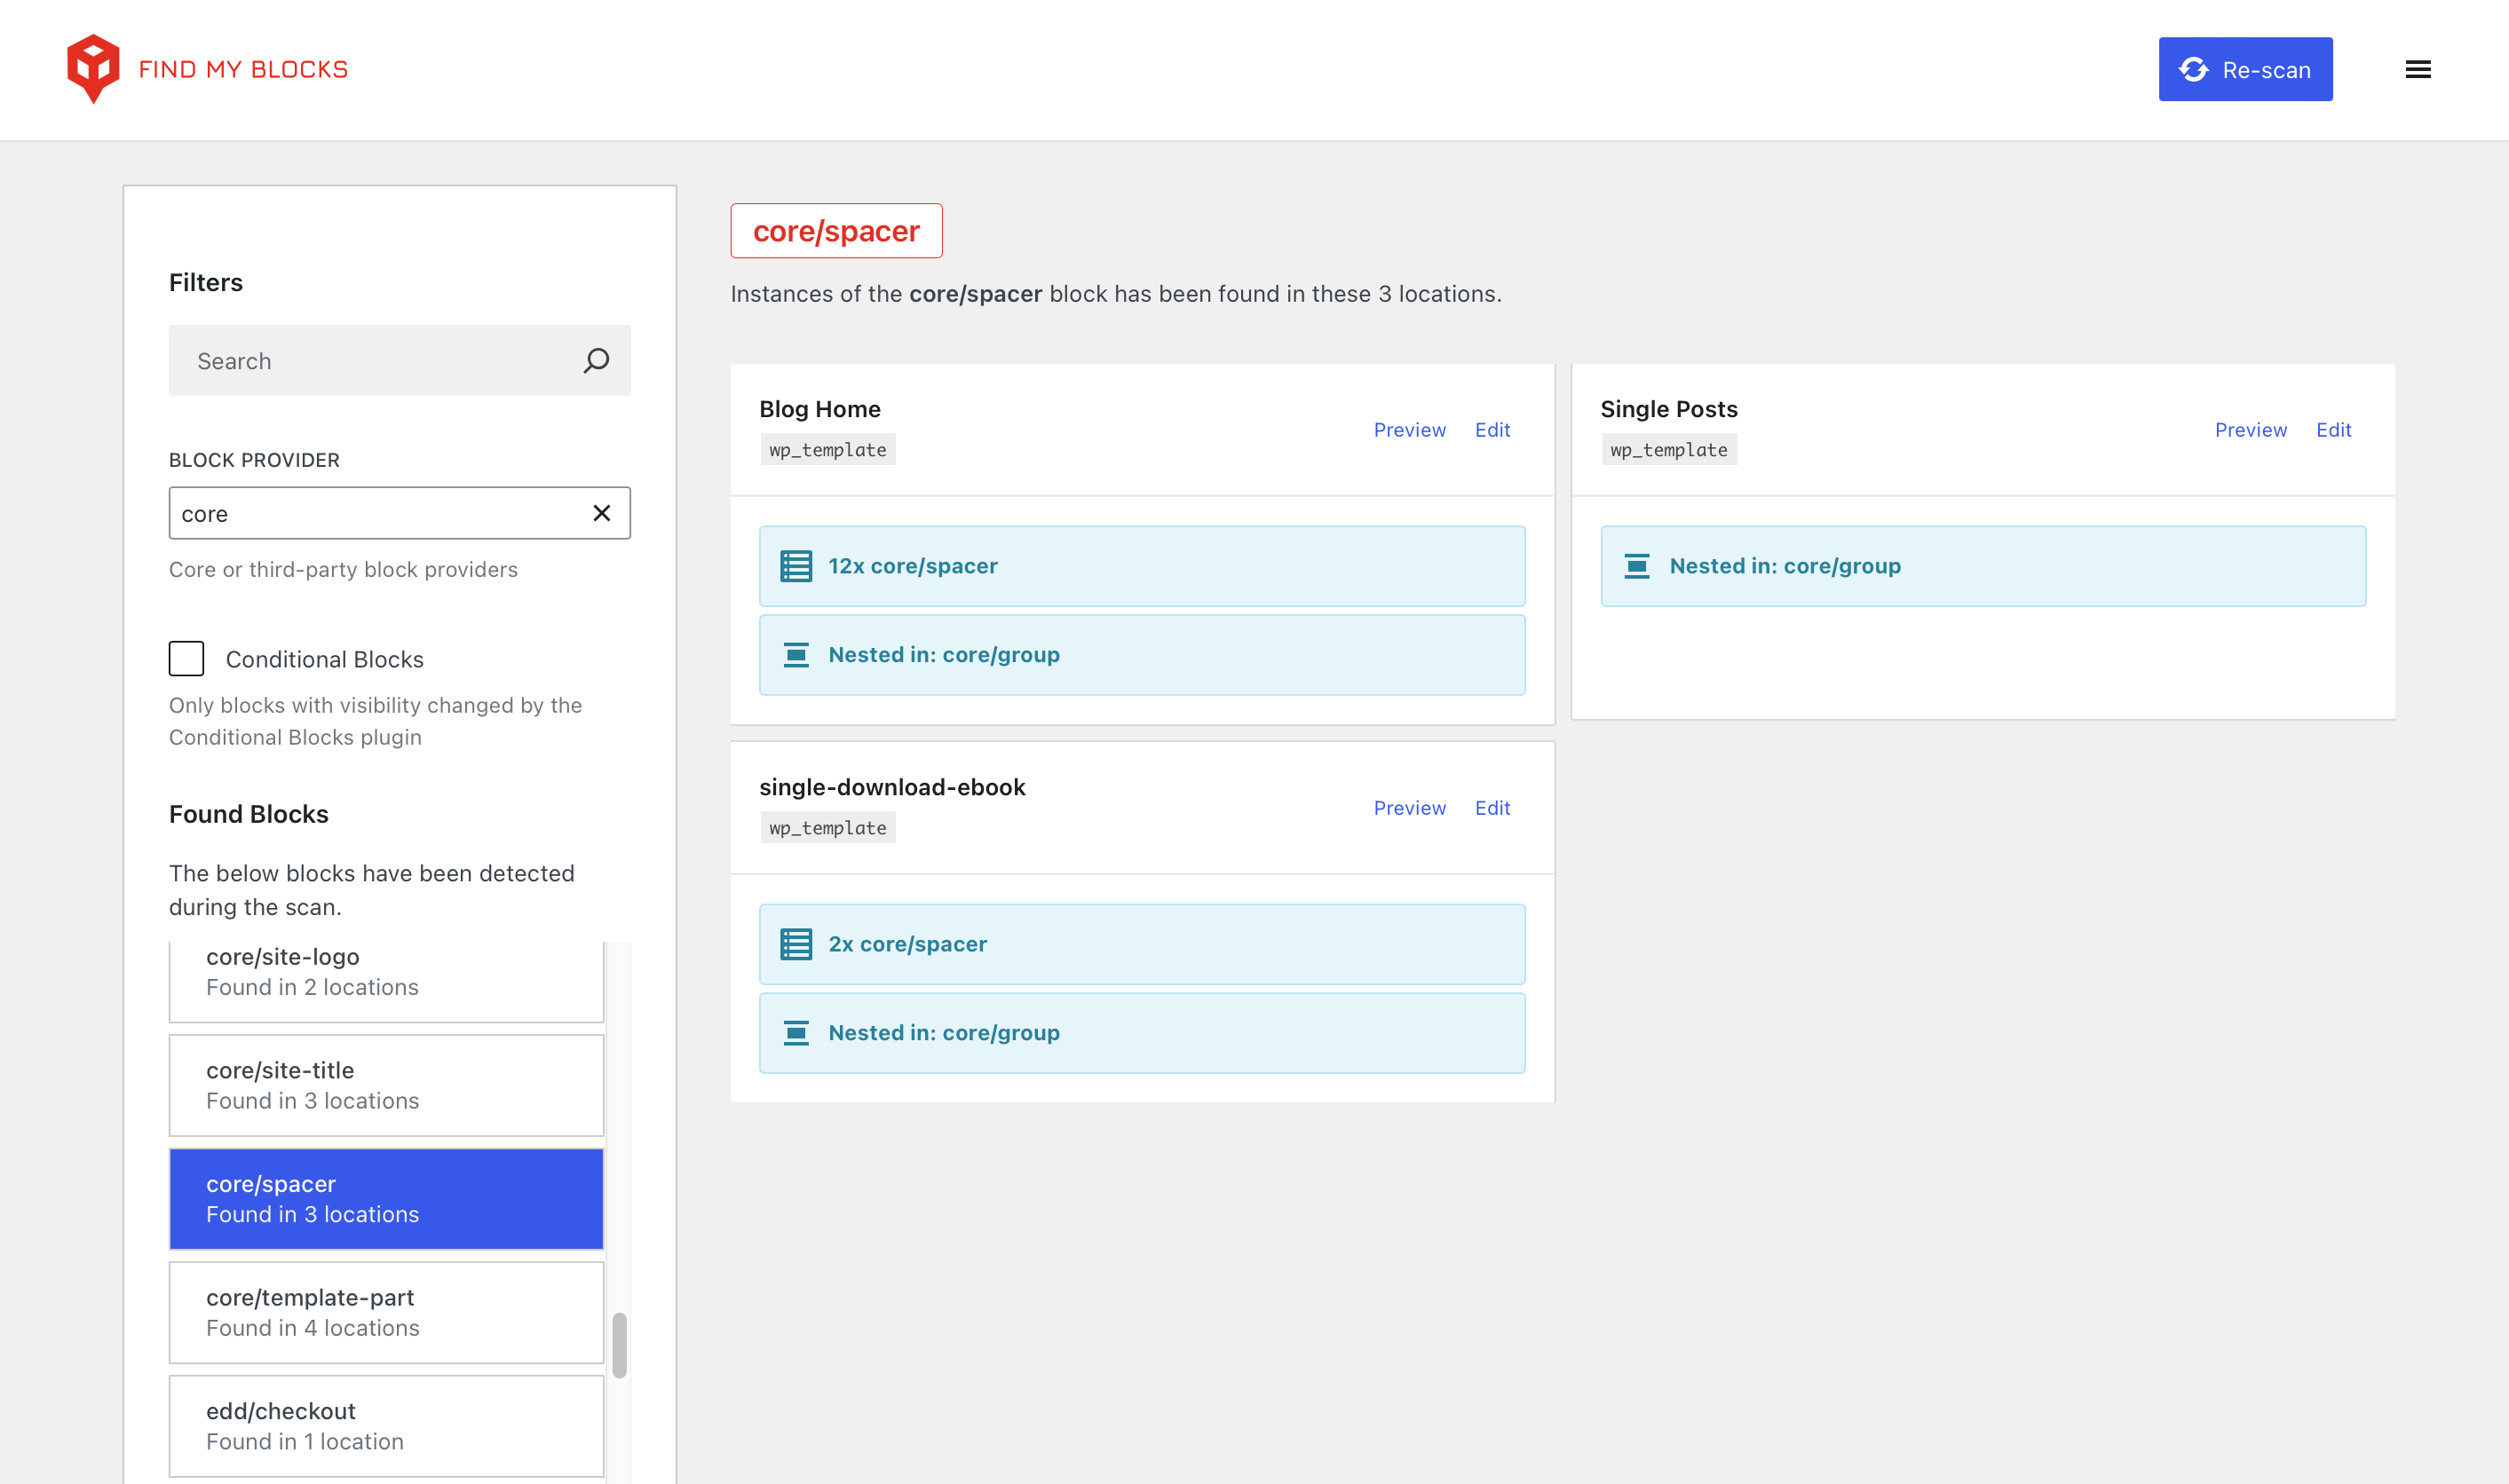 FIND MY BLOCKS
Re-scan
Filters
Search
BLOCK PROVIDER
core
Core or third-party block providers
Conditional Blocks
Only blocks with visibility changed by the
Conditional Blocks plugin
Found Blocks
The below blocks have been detected
during the scan.
core/site-logo
Found in 2 locations
core/site-title
Found in 3 locations
core/spacer
Found in 3 locations
core/template-part
Found in 4 locations
edd/checkout
Found in 1 location
core/spacer
Instances of the core/spacer block has been found in these 3 locations.
Blog Home
wp_template
Preview Edit
12x core/spacer
Nested in: core/group
Single Posts
wp_template
Preview Edit
Nested in: core/group
single-download-ebook
wp_template
Preview Edit
2x core/spacer
Nested in: core/group